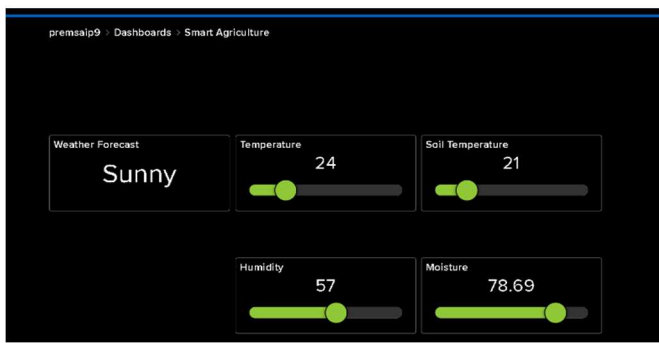 premsaip9 > Dashboards > Smart Agriculture
Weather Forecast
Sunny
Temperature
24
Soil Temperature
21
Humidity
57
Moisture
78.69